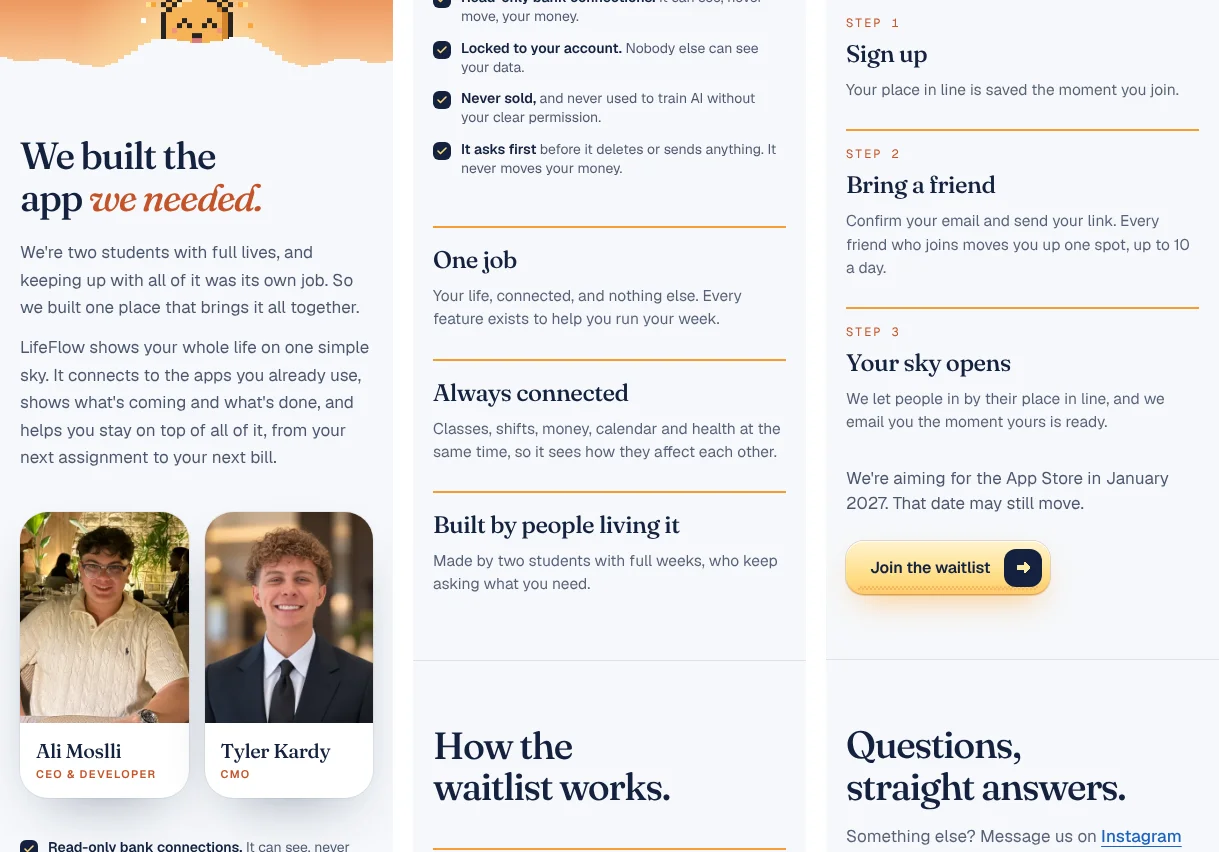 We built the
app we needed.
We're two students with full lives, and
keeping up with all of it was its own job. So
we built one place that brings it all together.
LifeFlow shows your whole life on one simple
sky. It connects to the apps you already use,
shows what's coming and what's done, and
helps you stay on top of all of it, from your
next assignment to your next bill.
Ali Moslli
CEO & DEVELOPER
Tyler Kardy
CMO
Read-only bank connections. It can see, never
Read-only bank connections. It can see, never
move, your money.
Locked to your account. Nobody else can see
your data.
Never sold, and never used to train AI without
your clear permission.
It asks first before it deletes or sends anything. It
never moves your money.
One job
Your life, connected, and nothing else. Every
feature exists to help you run your week.
Always connected
Classes, shifts, money, calendar and health at the
same time, so it sees how they affect each other.
Built by people living it
Made by two students with full weeks, who keep
asking what you need.
How the
waitlist works.
STEP 1
Sign up
Your place in line is saved the moment you join.
STEP 2
Bring a friend
Confirm your email and send your link. Every
friend who joins moves you up one spot, up to 10
a day.
STEP 3
Your sky opens
We let people in by their place in line, and we
email you the moment yours is ready.
We're aiming for the App Store in January
2027. That date may still move.
Join the waitlist
Questions,
straight answers.
Something else? Message us on Instagram